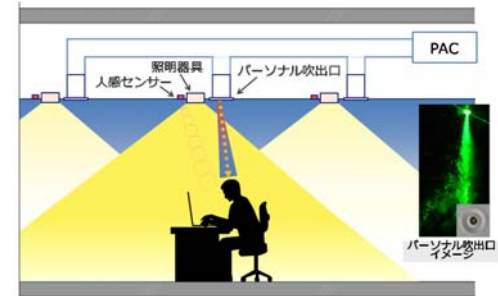 PAC
照明器具
人感センサー
パーソナル吹出口
パーソナル吹出口
イメージ